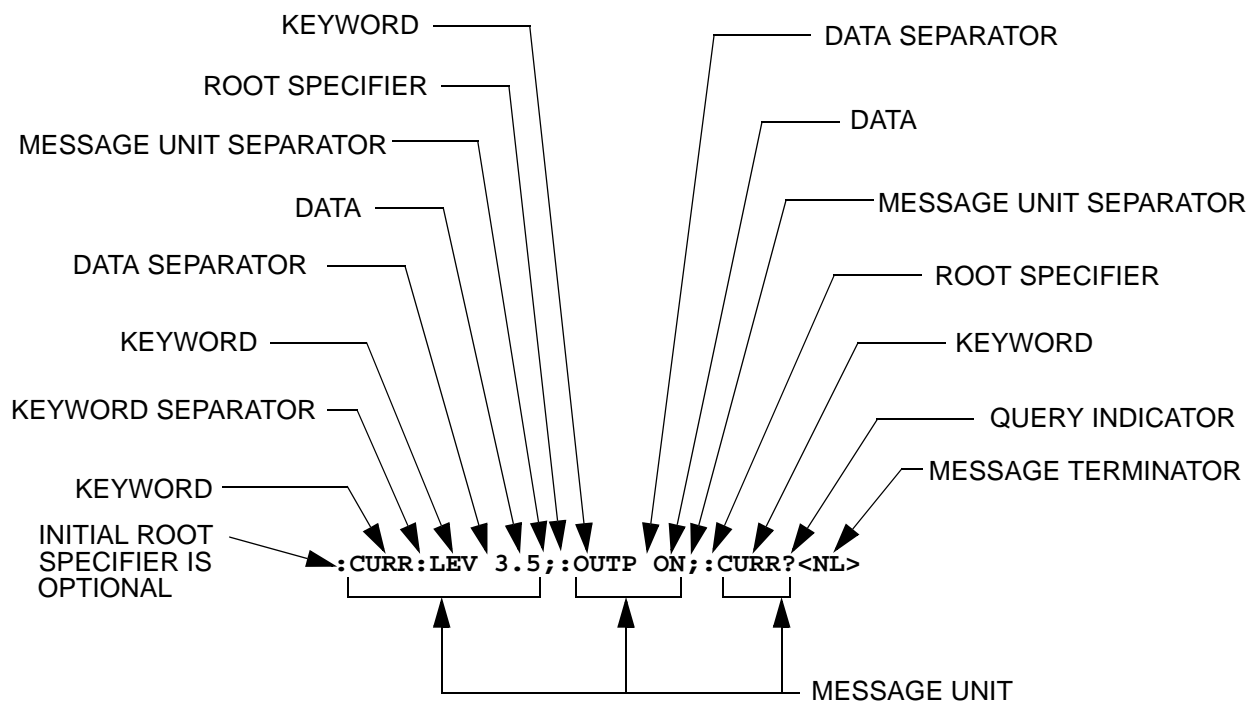 KEYWORD
DATA SEPARATOR
ROOT SPECIFIER
DATA
MESSAGE UNIT SEPARATOR
MESSAGE UNIT SEPARATOR
DATA
DATA SEPARATOR
ROOT SPECIFIER
KEYWORD
KEYWORD
KEYWORD SEPARATOR
QUERY INDICATOR
MESSAGE TERMINATOR
KEYWORD
INITIAL ROOT
SPECIFIER IS
OPTIONAL
:CURR:LEV 3.5;:OUTP ON;:CURR?<NL>
MESSAGE UNIT